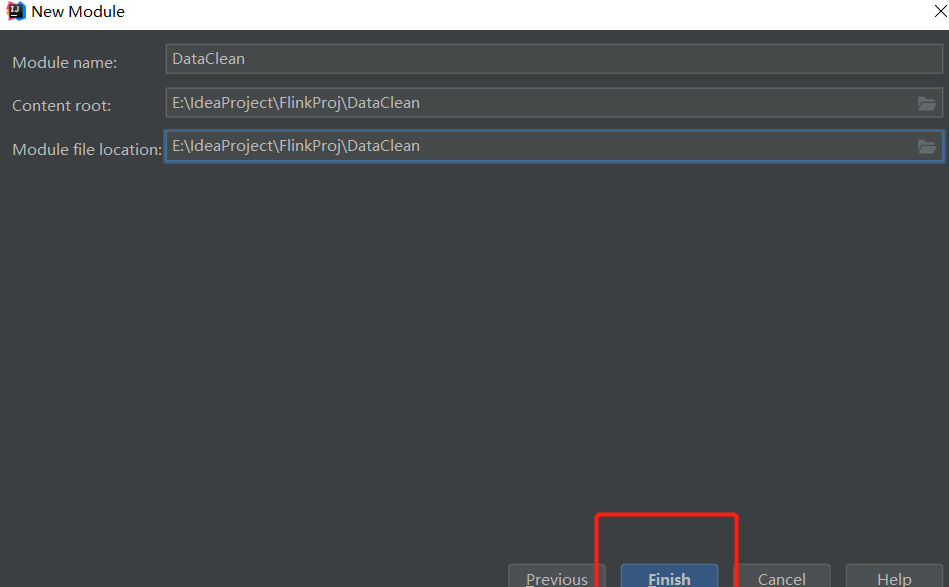 New Module
Module name: DataClean
Content root: E:\IdeaProject\FlinkProj\DataClean
Module file location: E:\IdeaProject\FlinkProj\DataClean
Previous Finish Cancel Help